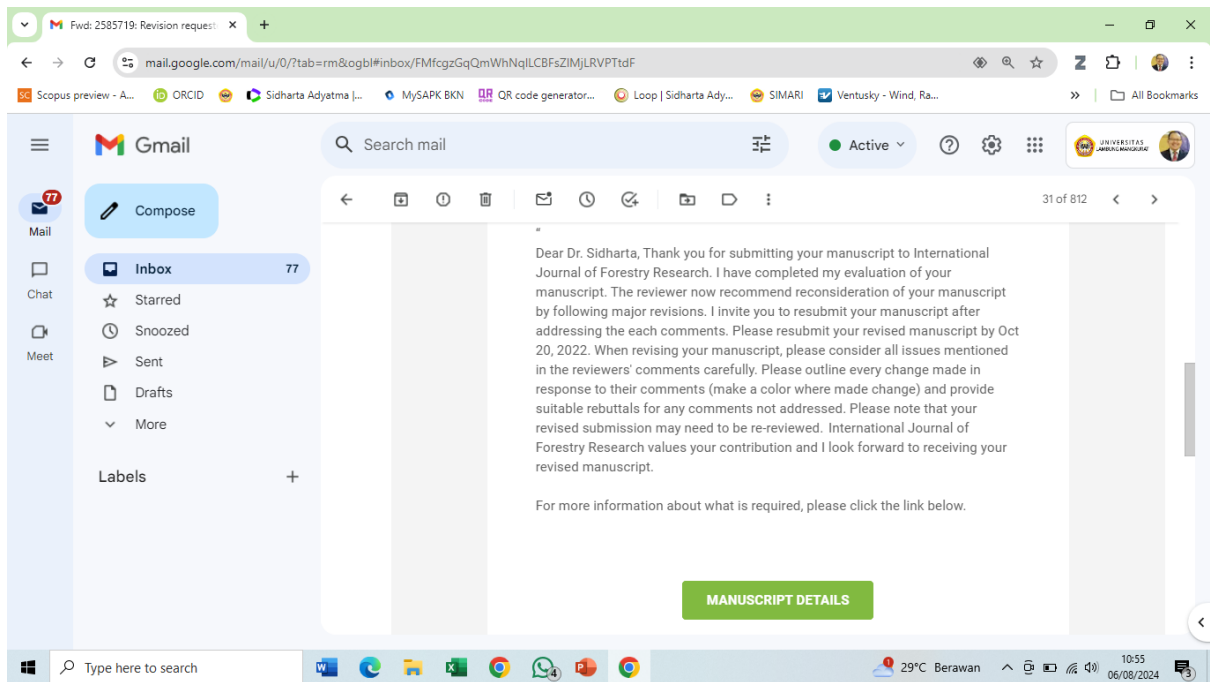 Fwd: 2585719: Revision request
mail.google.com/mail/u/0/?tab=rm&ogbl#inbox/FMfcgzGqQmWhNqlLCBFsZlMjLRVPTtdF
Scopus preview - A... ORCID Sidharta Adyatma |... MySAPK BKN QR code generator... Loop | Sidharta Ady... SIMARI Ventusky - Wind, Ra... » All Bookmarks
Gmail
Search mail
Active
UNIVERSITAS
LAMBUNG MANGKURAT
77
Mail
Chat
Meet
Compose
Inbox 77
Starred
Snoozed
Sent
Drafts
More
Labels
31 of 812
“
Dear Dr. Sidharta, Thank you for submitting your manuscript to International
Journal of Forestry Research. I have completed my evaluation of your
manuscript. The reviewer now recommend reconsideration of your manuscript
by following major revisions. I invite you to resubmit your manuscript after
addressing the each comments. Please resubmit your revised manuscript by Oct
20, 2022. When revising your manuscript, please consider all issues mentioned
in the reviewers' comments carefully. Please outline every change made in
response to their comments (make a color where made change) and provide
suitable rebuttals for any comments not addressed. Please note that your
revised submission may need to be re-reviewed. International Journal of
Forestry Research values your contribution and I look forward to receiving your
revised manuscript.
For more information about what is required, please click the link below.
MANUSCRIPT DETAILS
Type here to search
4
29°C Berawan
10:55
06/08/2024
3